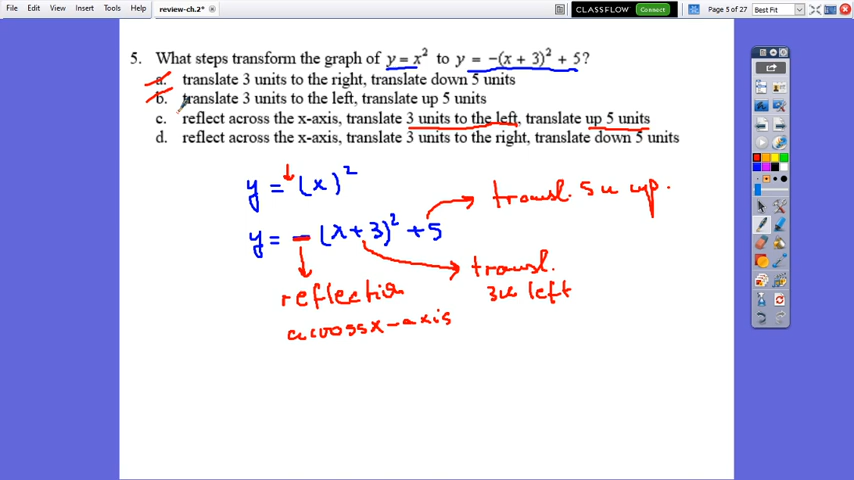 File Edit View Insert Tools Help
review-ch.2*
CLASSFLOW Connect
Page 5 of 27
Best Fit
5. What steps transform the graph of y = x² to y = −(x + 3)² + 5?
a. translate 3 units to the right, translate down 5 units
b. translate 3 units to the left, translate up 5 units
c. reflect across the x-axis, translate 3 units to the left, translate up 5 units
d. reflect across the x-axis, translate 3 units to the right, translate down 5 units
y = (x)²
transl. 5u up.
y = − (x+3)² + 5
transl.
3u left
reflection
across x-axis